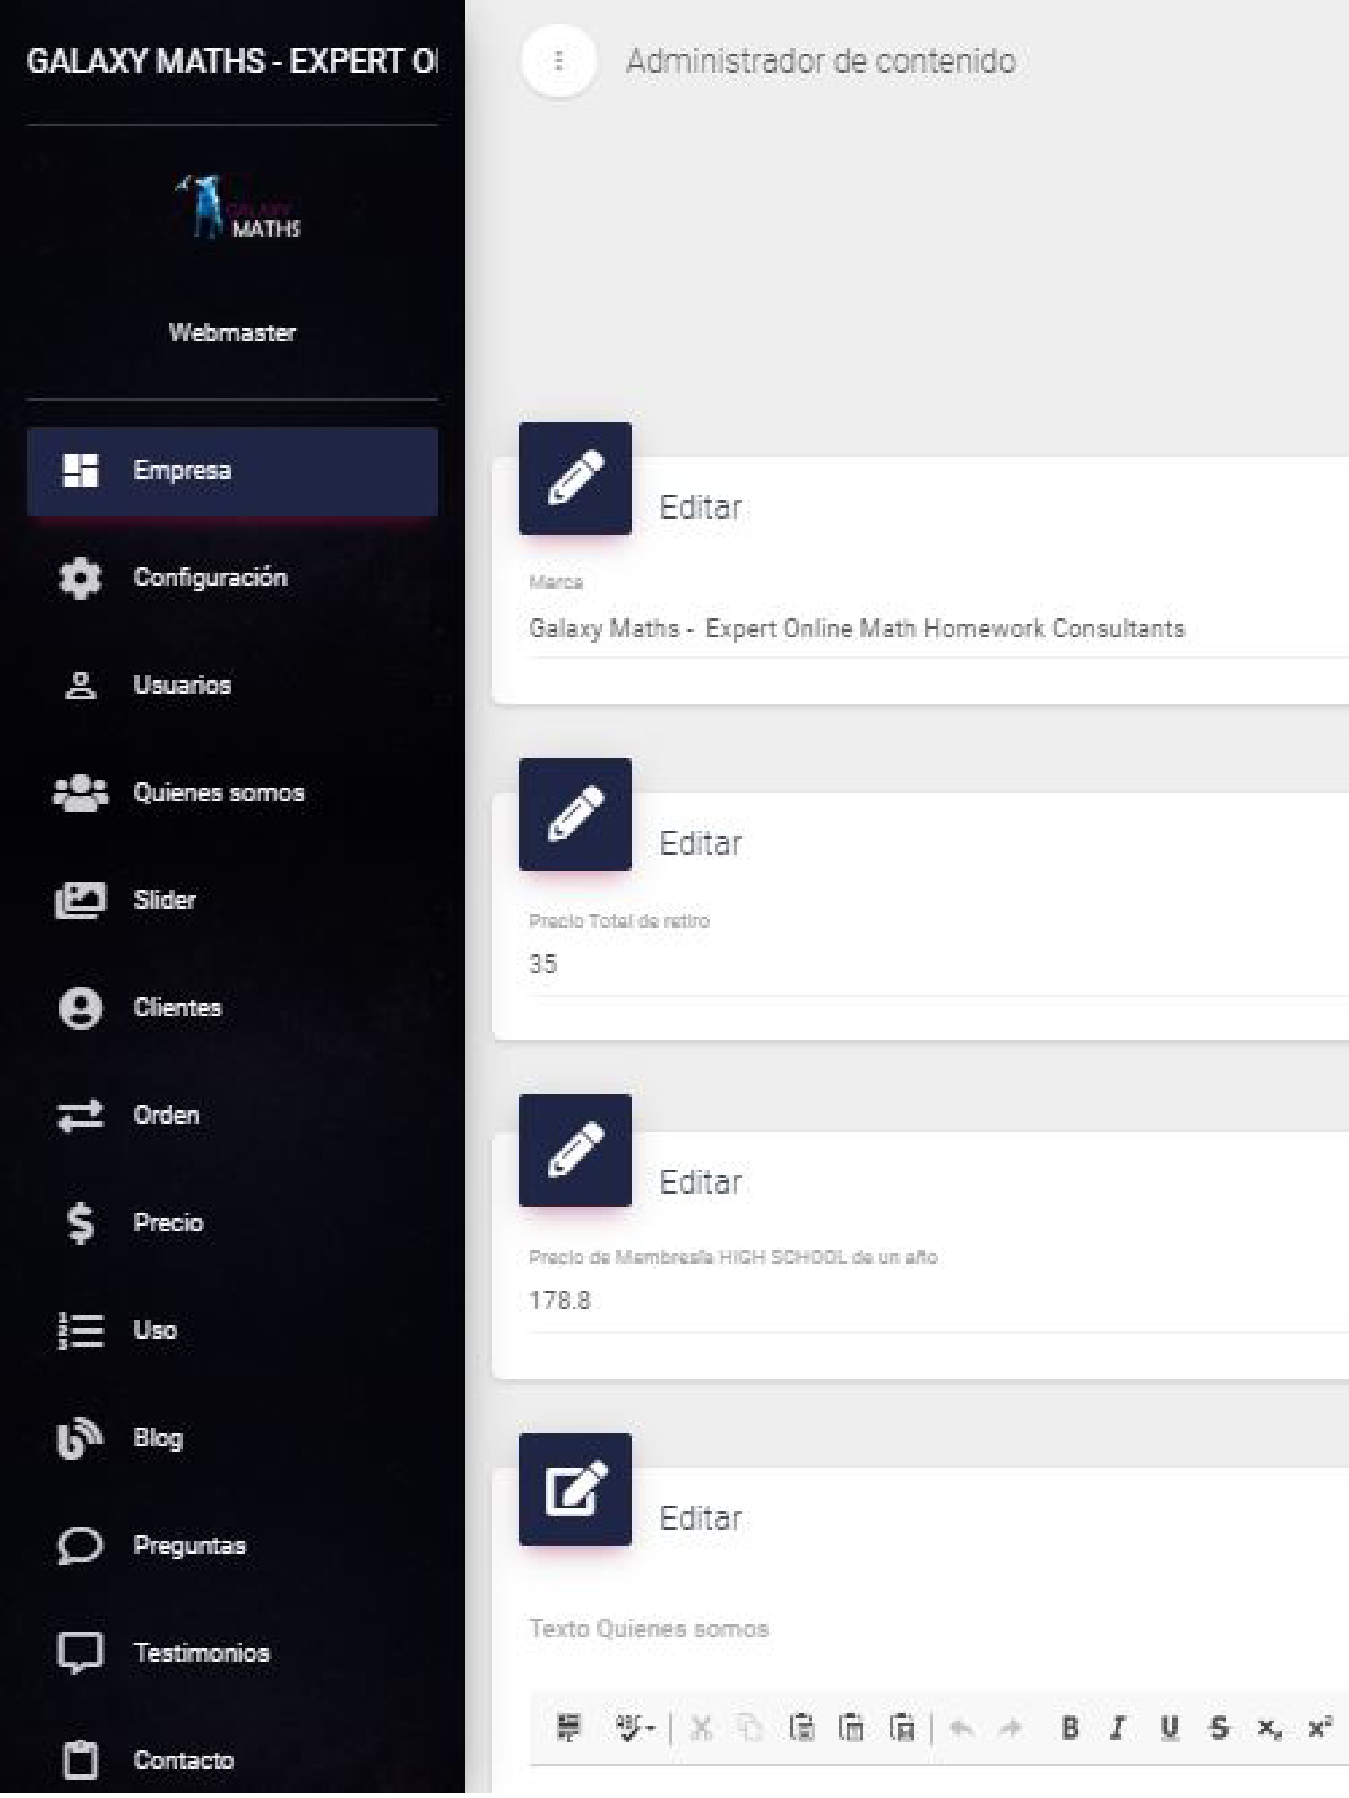 GALAXY MATHS - EXPERT O
Administrador de contenido
GALAXY
MATHS
Webmaster
Empresa
Configuración
Usuarios
Quienes somos
Slider
Clientes
Orden
Precio
Uso
Blog
Preguntas
Testimonios
Contacto
Editar
Marca
Galaxy Maths - Expert Online Math Homework Consultants
Editar
Precio Total de retiro
35
Editar
Precio de Membresía HIGH SCHOOL de un año
178.8
Editar
Texto Quienes somos